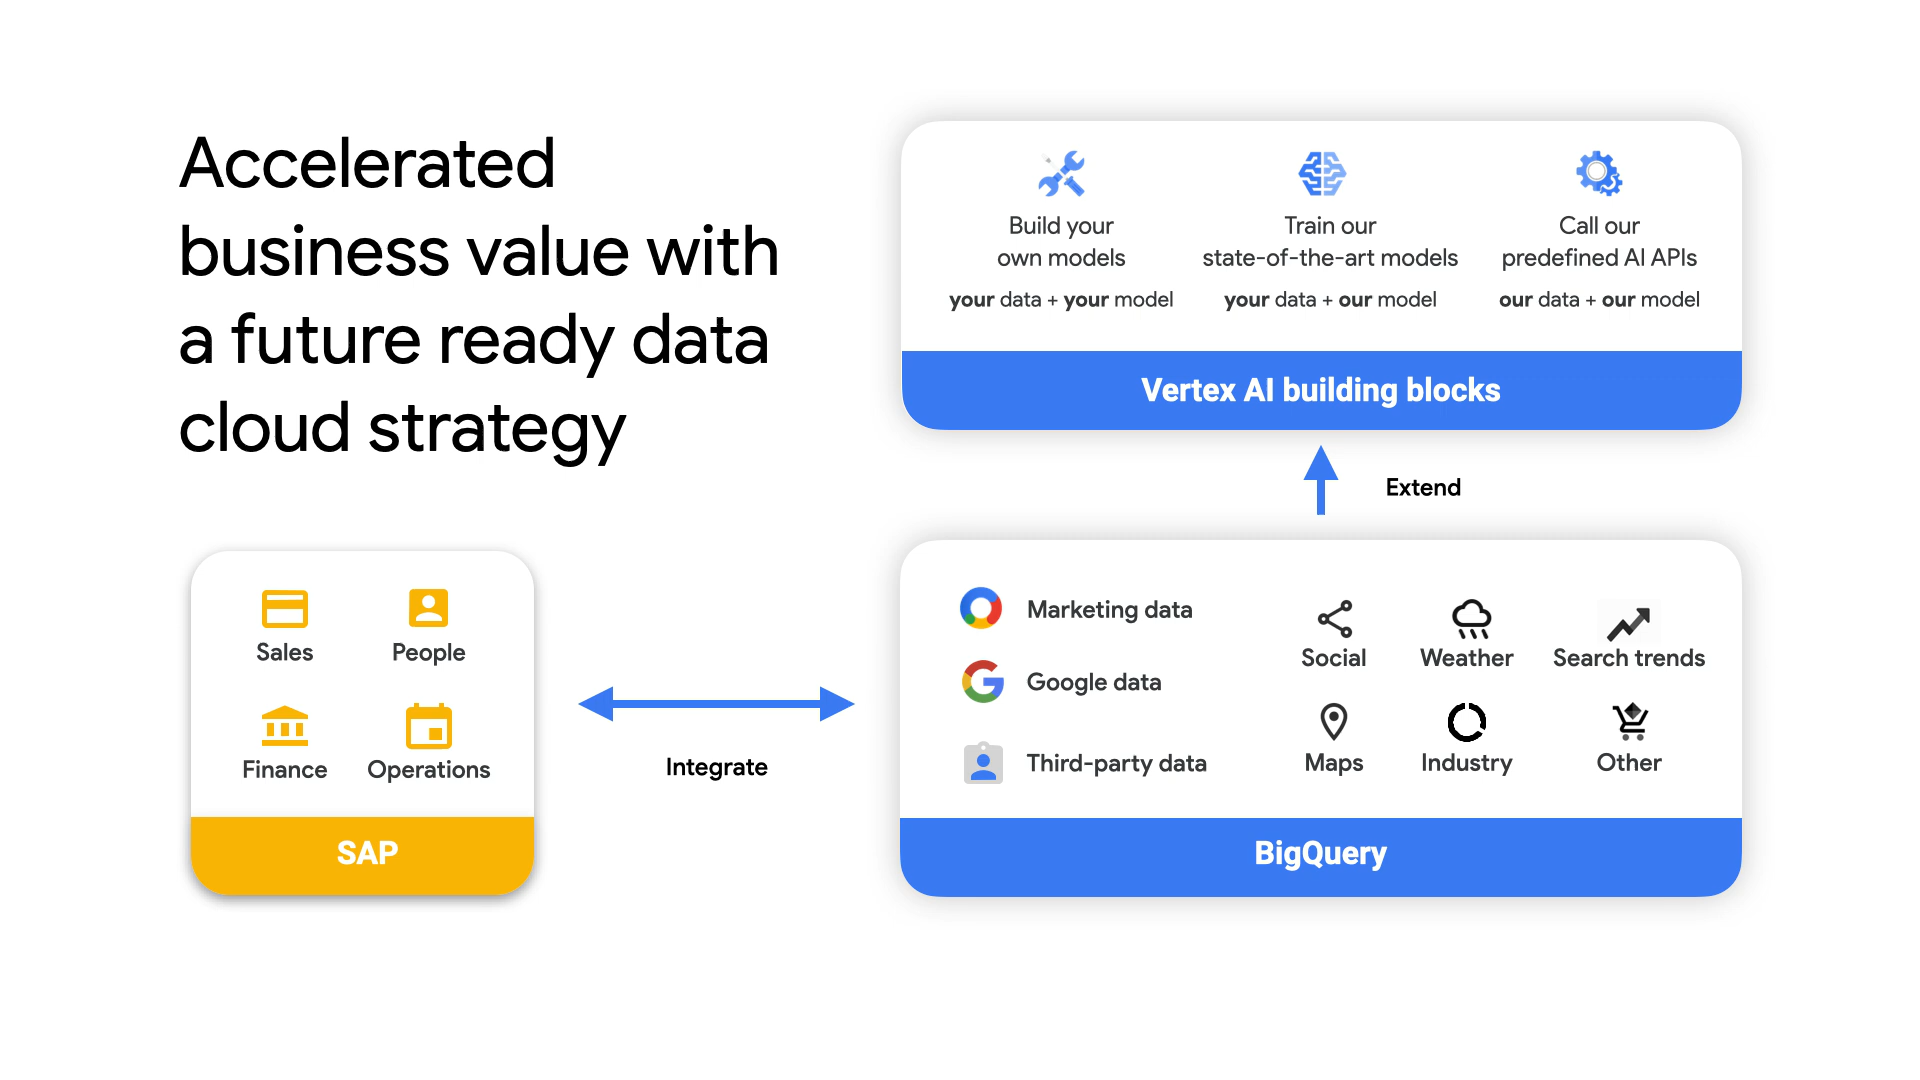 Accelerated
business value with
a future ready data
cloud strategy
Build your
own models
your data + your model
Train our
state-of-the-art models
your data + our model
Call our
predefined AI APIs
our data + our model
Vertex AI building blocks
Extend
Sales
People
Finance
Operations
SAP
Integrate
Marketing data
Google data
Third-party data
Social
Weather
Search trends
Maps
Industry
Other
BigQuery